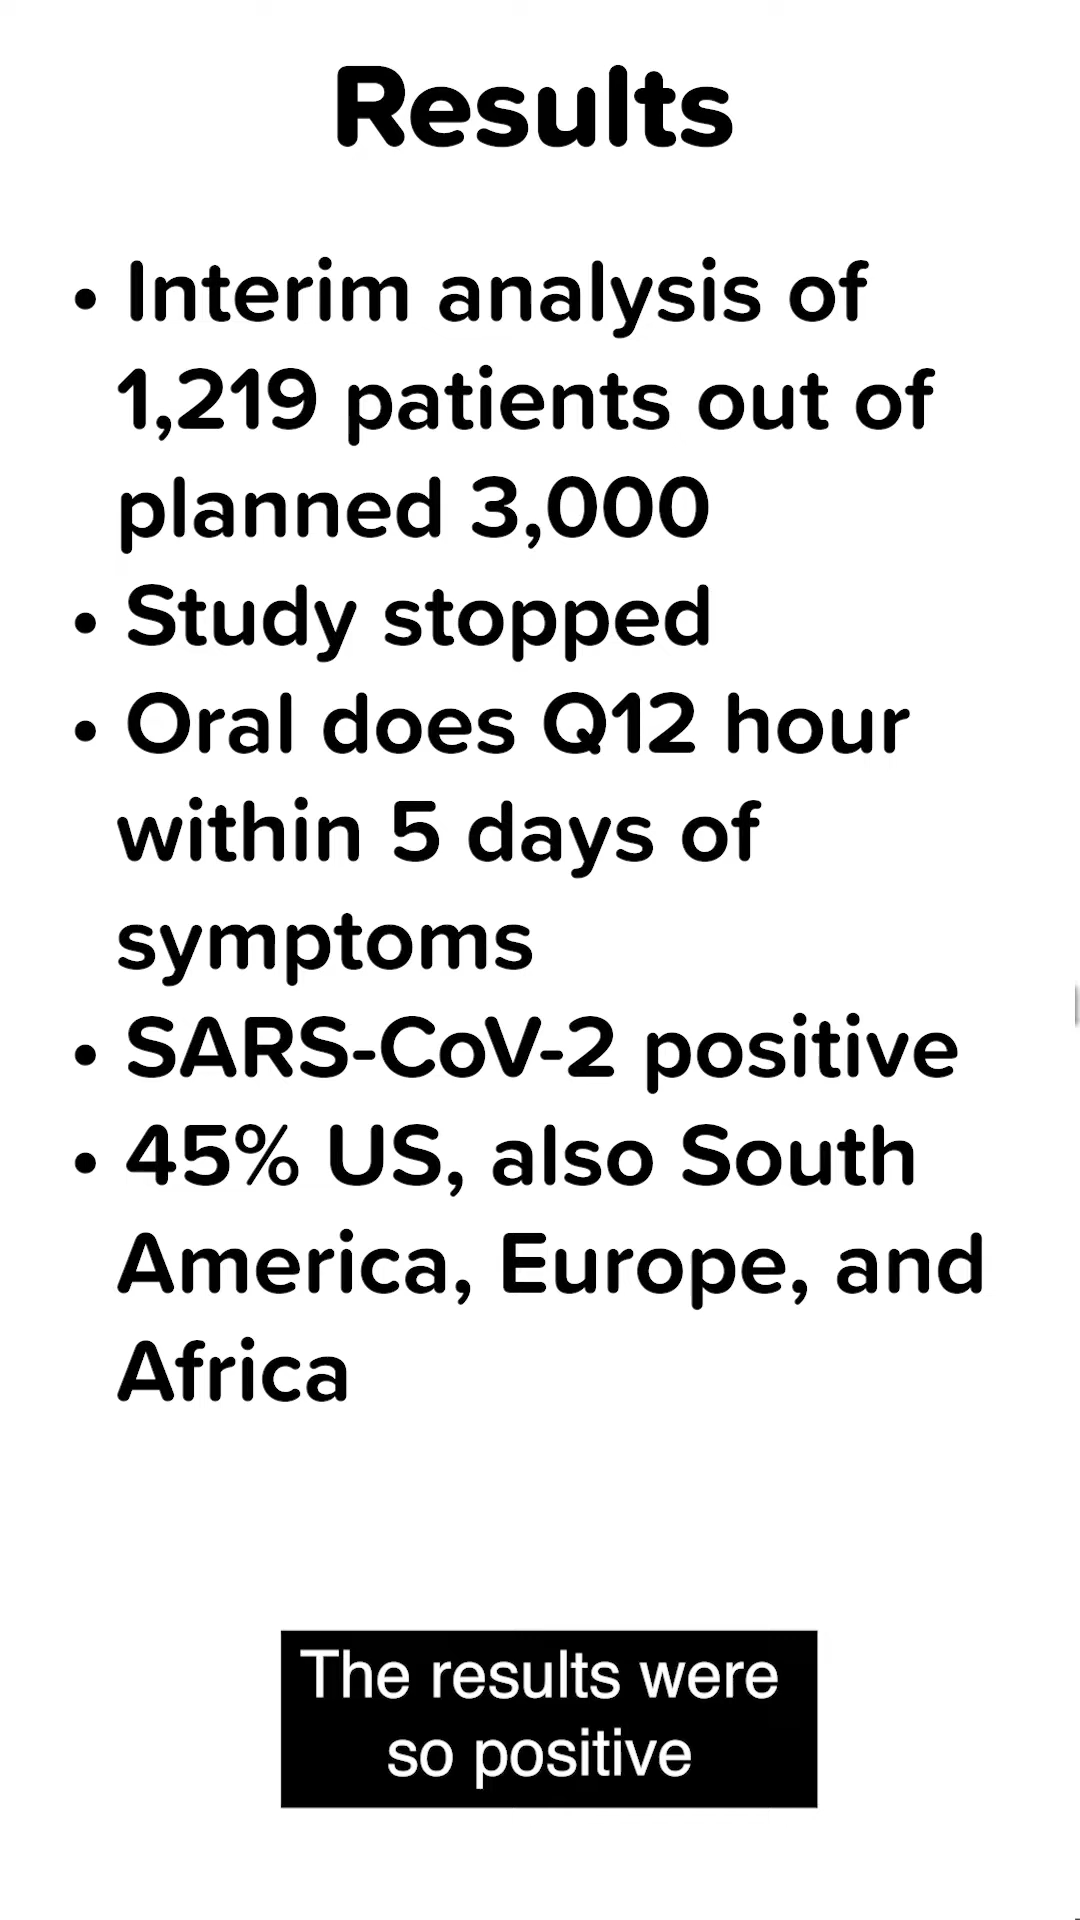 Results
• Interim analysis of
1,219 patients out of
planned 3,000
• Study stopped
• Oral does Q12 hour
within 5 days of
symptoms
• SARS-CoV-2 positive
• 45% US, also South
America, Europe, and
Africa
The results were
so positive